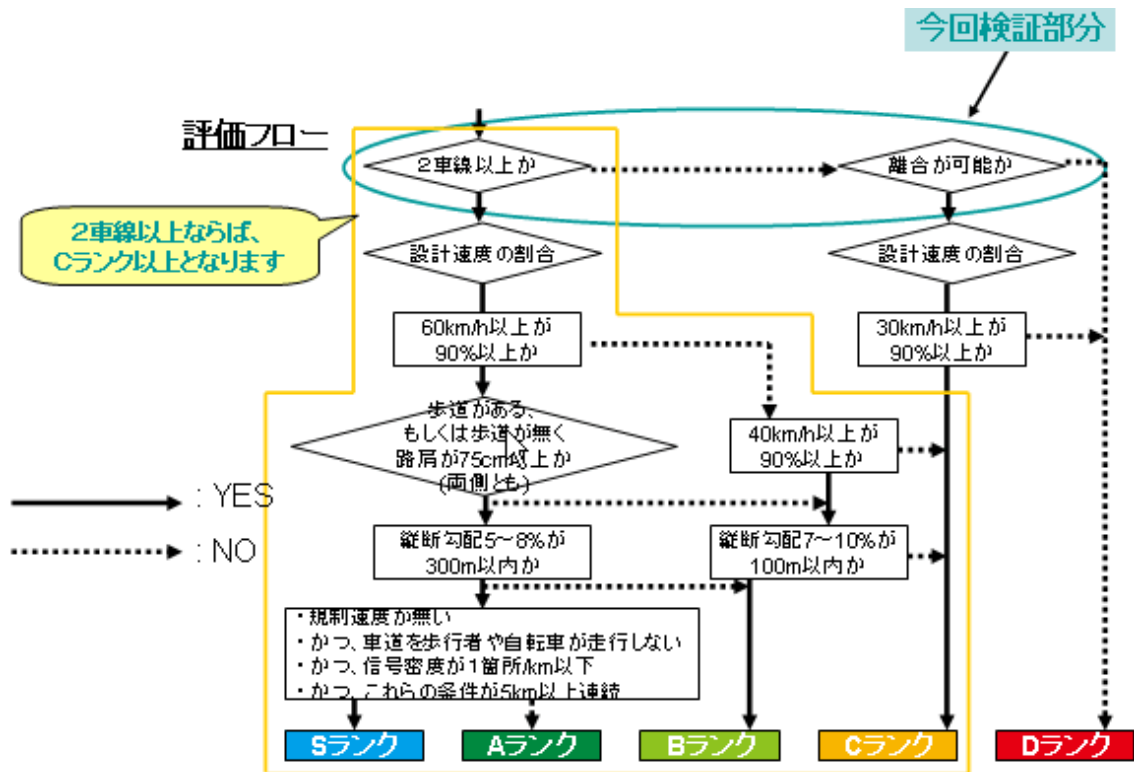 今回検証部分
評価フロー
2車線以上か
離合が可能か
2車線以上ならば、
Cランク以上となります
設計速度の割合
設計速度の割合
60km/h以上が
90%以上か
30km/h以上が
90%以上か
歩道がある、
もしくは歩道が無く
路肩が75cm以上か
(両側とも)
40km/h以上が
90%以上か
: YES
: NO
縦断勾配5~8%が
300m以内か
縦断勾配7~10%が
100m以内か
・規制速度が無い
・かつ、車道を歩行者や自転車が走行しない
・かつ、信号密度が1箇所/km以下
・かつ、これらの条件が5km以上連続
Sランク
Aランク
Bランク
Cランク
Dランク